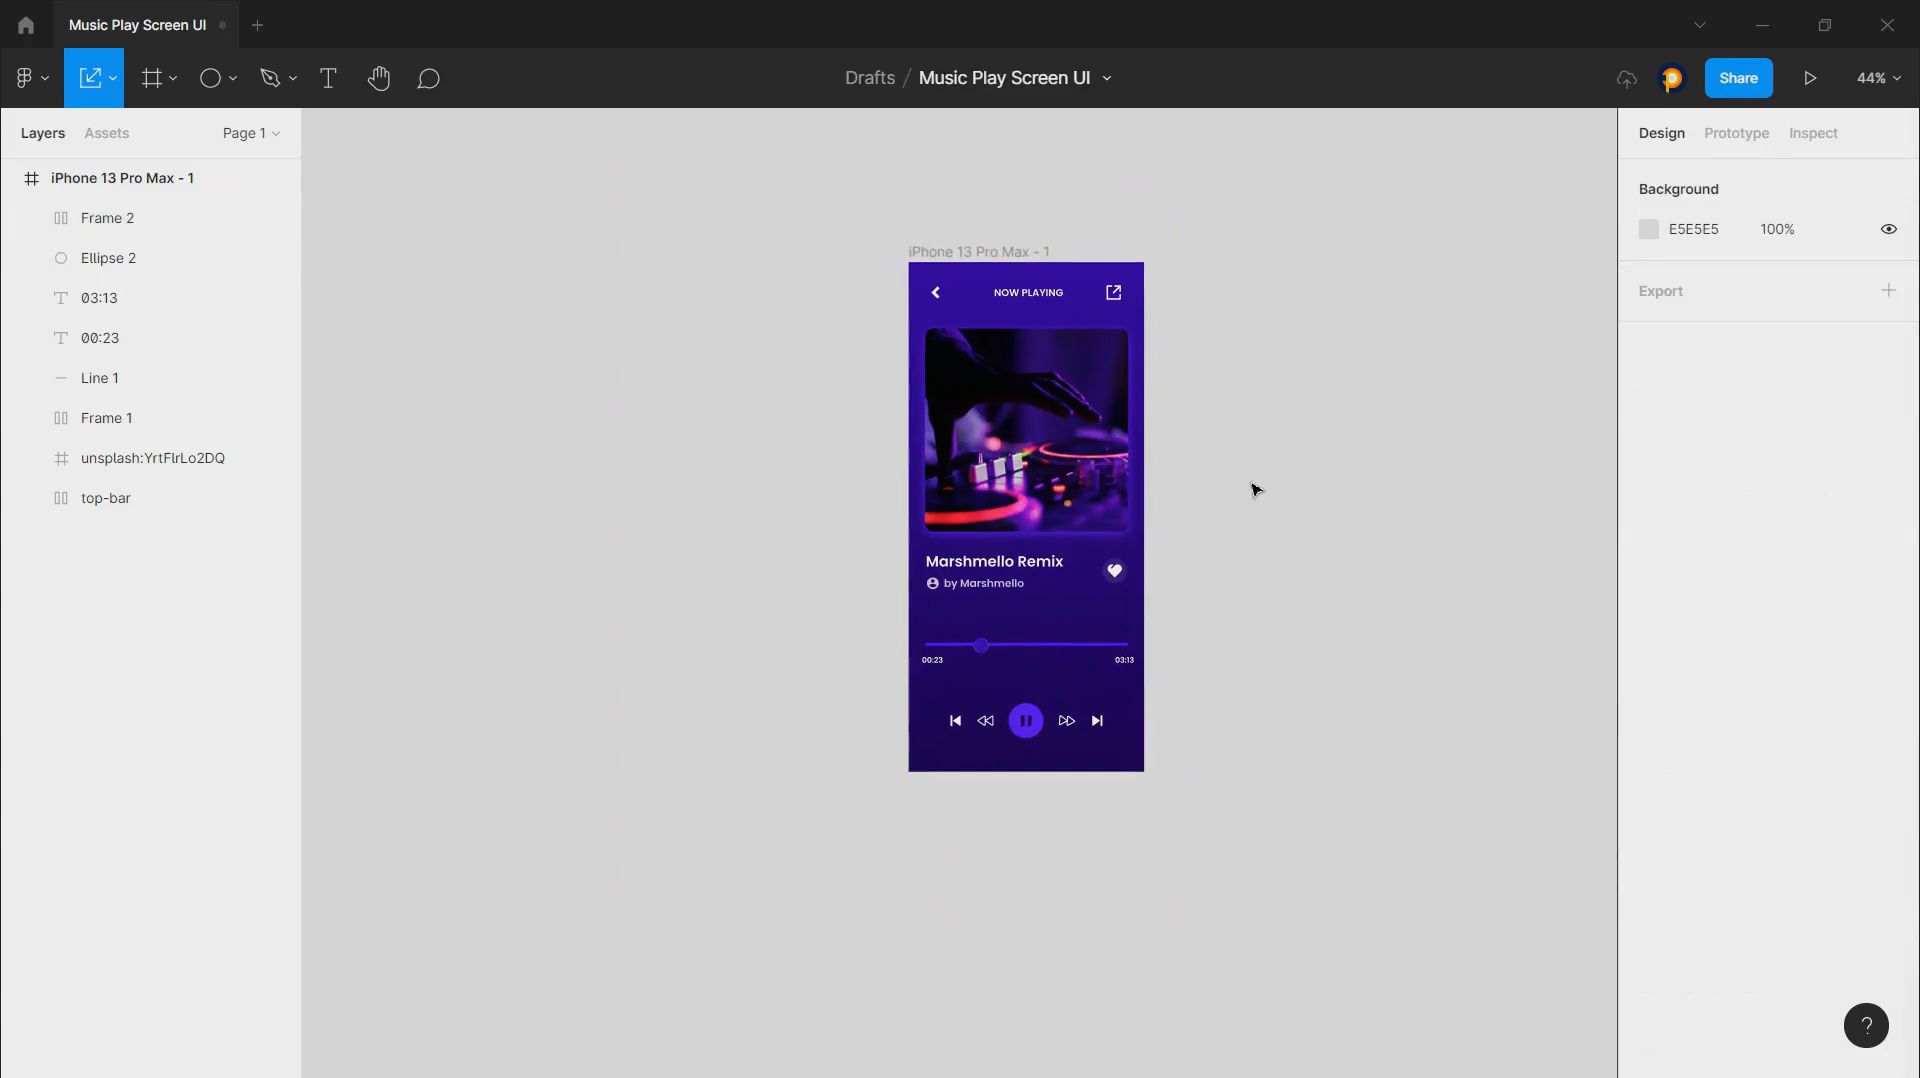 Music Play Screen UI
Drafts / Music Play Screen UI
Share
44%
Layers Assets Page 1
iPhone 13 Pro Max - 1
Frame 2
Ellipse 2
03:13
00:23
Line 1
Frame 1
unsplash:YrtFlrLo2DQ
top-bar
iPhone 13 Pro Max - 1
NOW PLAYING
Marshmello Remix
by Marshmello
00:23 03:13
Design Prototype Inspect
Background
E5E5E5 100%
Export
?